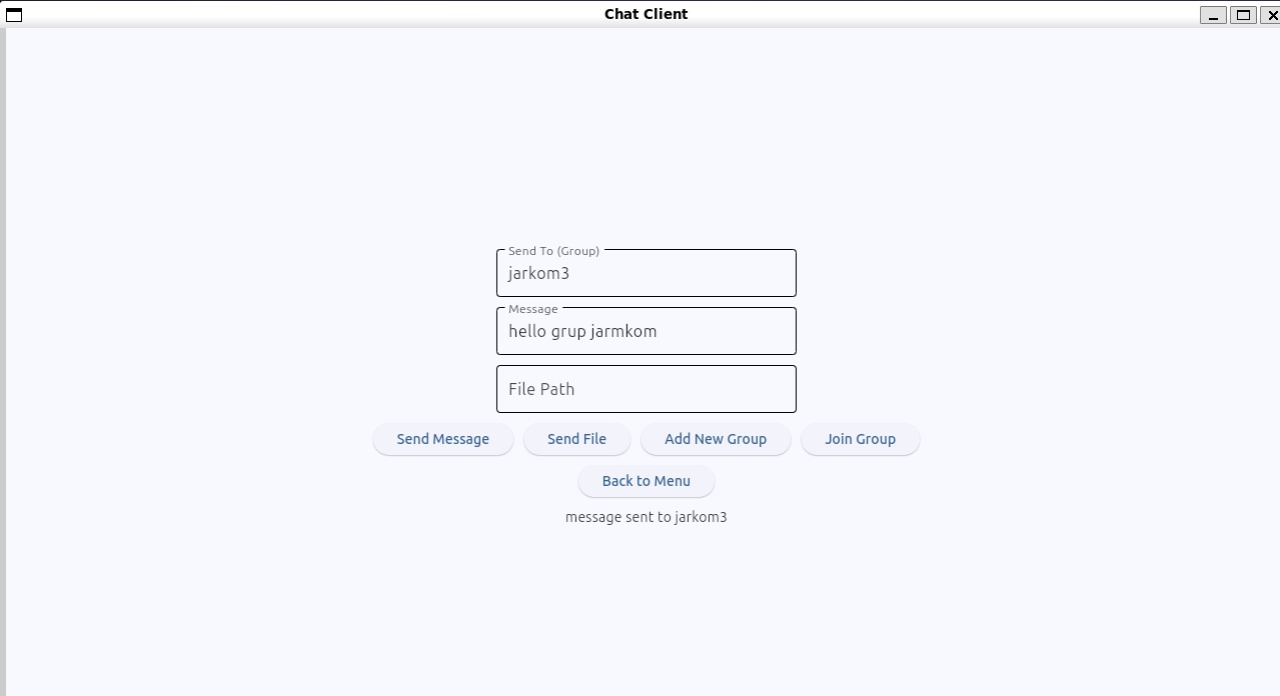 Chat Client
Send To (Group)
jarkom3
Message
hello grup jarmkom
File Path
Send Message Send File Add New Group Join Group
Back to Menu
message sent to jarkom3